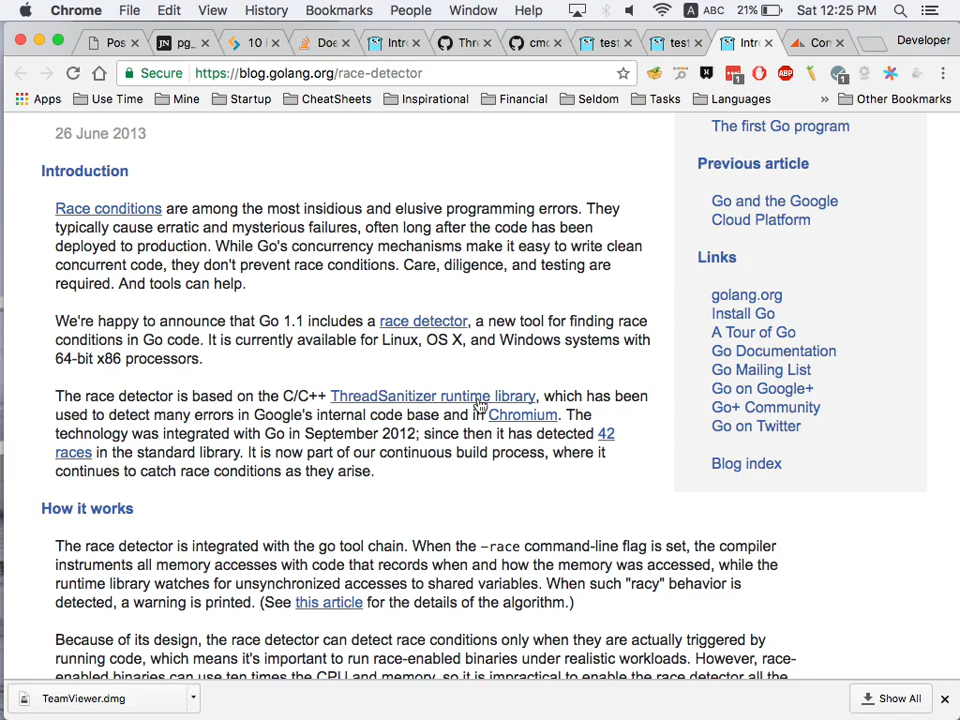 Chrome File Edit View History Bookmarks People Window Help A ABC 21% Sat 12:25 PM
Pos pg_ 10 | Doe Intr Thr cmc test test Intr Con Developer
Secure https://blog.golang.org/race-detector
Apps Use Time Mine Startup CheatSheets Inspirational Financial Seldom Tasks Languages » Other Bookmarks
26 June 2013
Introduction
Race conditions are among the most insidious and elusive programming errors. They
typically cause erratic and mysterious failures, often long after the code has been
deployed to production. While Go's concurrency mechanisms make it easy to write clean
concurrent code, they don't prevent race conditions. Care, diligence, and testing are
required. And tools can help.
We're happy to announce that Go 1.1 includes a race detector, a new tool for finding race
conditions in Go code. It is currently available for Linux, OS X, and Windows systems with
64-bit x86 processors.
The race detector is based on the C/C++ ThreadSanitizer runtime library, which has been
used to detect many errors in Google's internal code base and in Chromium. The
technology was integrated with Go in September 2012; since then it has detected 42
races in the standard library. It is now part of our continuous build process, where it
continues to catch race conditions as they arise.
How it works
The race detector is integrated with the go tool chain. When the -race command-line flag is set, the compiler
instruments all memory accesses with code that records when and how the memory was accessed, while the
runtime library watches for unsynchronized accesses to shared variables. When such "racy" behavior is
detected, a warning is printed. (See this article for the details of the algorithm.)
Because of its design, the race detector can detect race conditions only when they are actually triggered by
running code, which means it's important to run race-enabled binaries under realistic workloads. However, race-
enabled binaries can use ten times the CPU and memory, so it is impractical to enable the race detector all the
The first Go program
Previous article
Go and the Google
Cloud Platform
Links
golang.org
Install Go
A Tour of Go
Go Documentation
Go Mailing List
Go on Google+
Go+ Community
Go on Twitter
Blog index
TeamViewer.dmg Show All